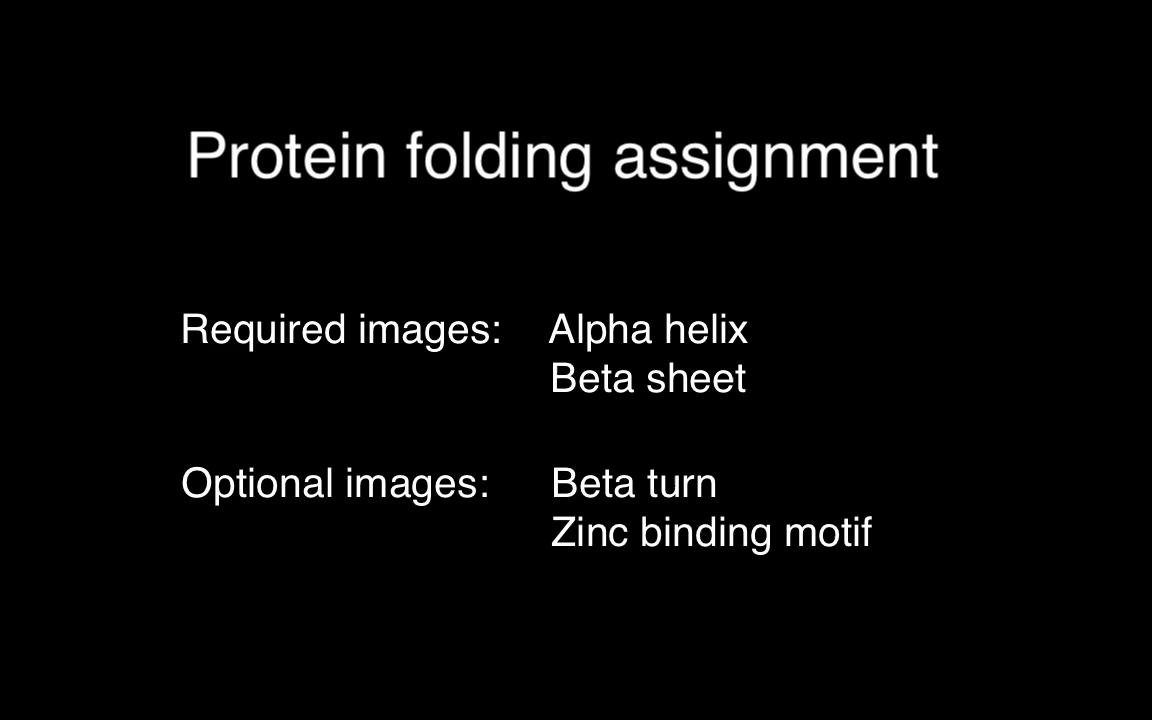 Protein folding assignment
Required images: Alpha helix
Beta sheet
Optional images: Beta turn
Zinc binding motif